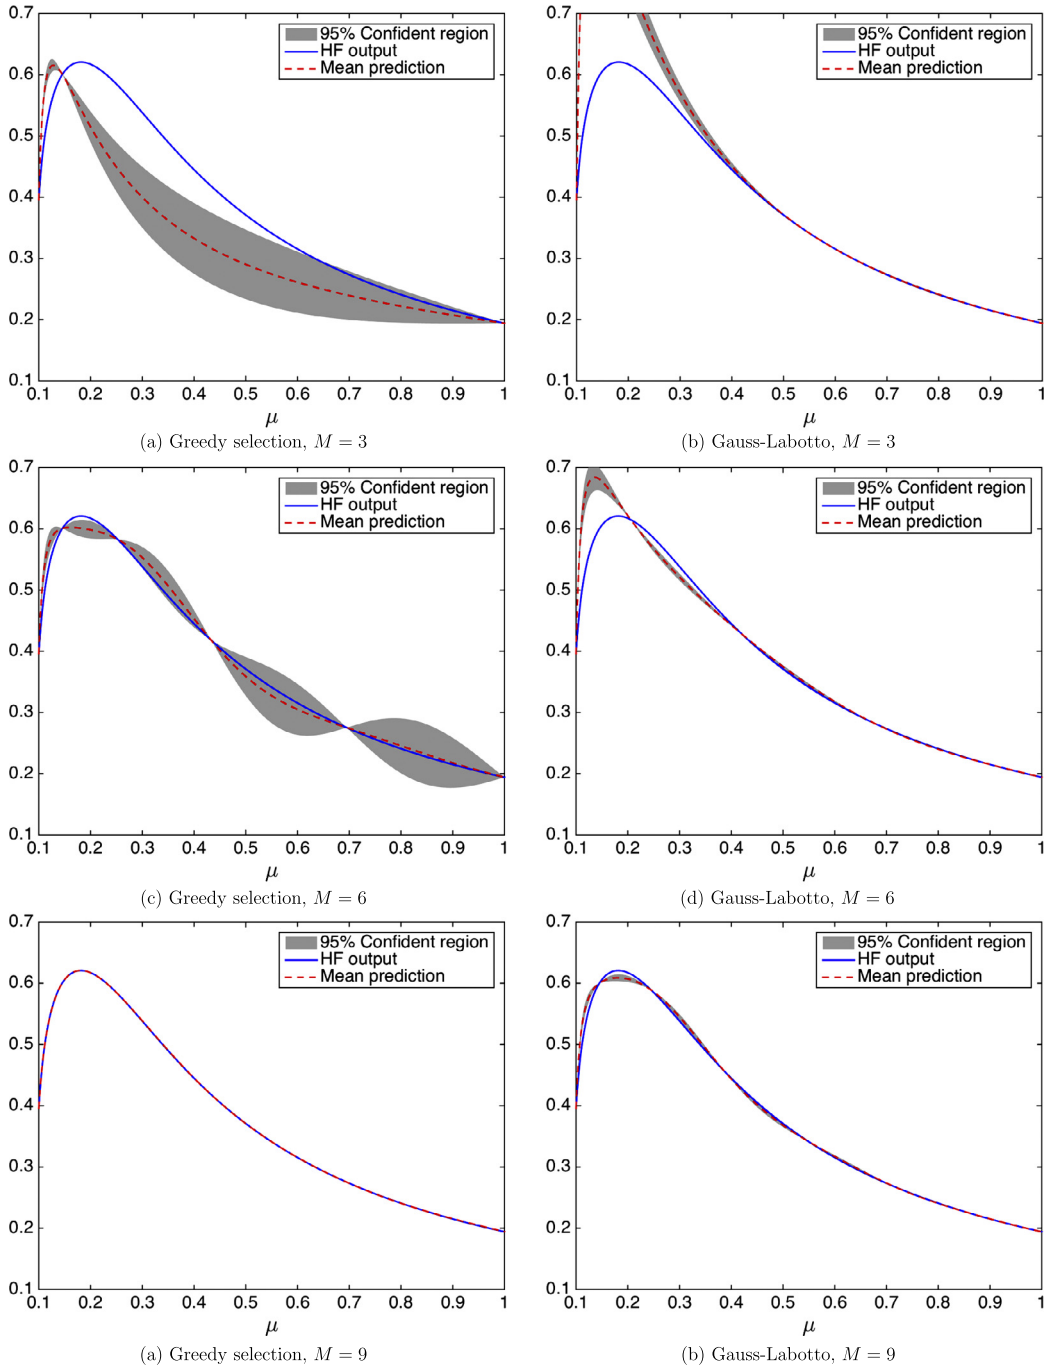 0.7
0.6
0.5
0.4
0.3
0.2
0.1
95% Confident region
HF output
Mean prediction
0.1 0.2 0.3 0.4 0.5 0.6 0.7 0.8 0.9 1
μ
(a) Greedy selection, M = 3
0.7
0.6
0.5
0.4
0.3
0.2
0.1
95% Confident region
HF output
Mean prediction
0.1 0.2 0.3 0.4 0.5 0.6 0.7 0.8 0.9 1
μ
(b) Gauss-Labotto, M = 3
0.7
0.6
0.5
0.4
0.3
0.2
0.1
95% Confident region
HF output
Mean prediction
0.1 0.2 0.3 0.4 0.5 0.6 0.7 0.8 0.9 1
μ
(c) Greedy selection, M = 6
0.7
0.6
0.5
0.4
0.3
0.2
0.1
95% Confident region
HF output
Mean prediction
0.1 0.2 0.3 0.4 0.5 0.6 0.7 0.8 0.9 1
μ
(d) Gauss-Labotto, M = 6
0.7
0.6
0.5
0.4
0.3
0.2
0.1
95% Confident region
HF output
Mean prediction
0.1 0.2 0.3 0.4 0.5 0.6 0.7 0.8 0.9 1
μ
(a) Greedy selection, M = 9
0.7
0.6
0.5
0.4
0.3
0.2
0.1
95% Confident region
HF output
Mean prediction
0.1 0.2 0.3 0.4 0.5 0.6 0.7 0.8 0.9 1
μ
(b) Gauss-Labotto, M = 9